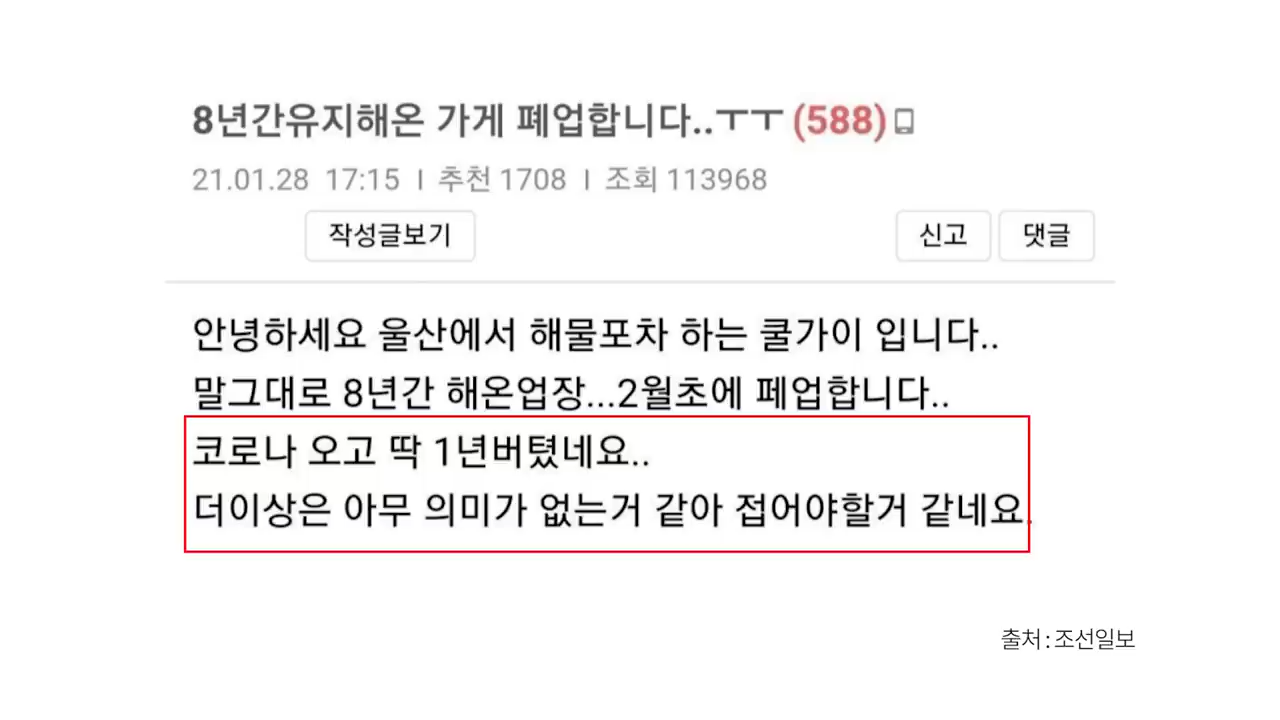 8년간유지해온 가게 폐업합니다..ㅜㅜ (588)
21.01.28 17:15 | 추천 1708 | 조회 113968
작성글보기 신고 댓글
안녕하세요 울산에서 해물포차 하는 쿨가이 입니다..
말그대로 8년간 해온업장...2월초에 페업합니다..
코로나 오고 딱 1년버텼네요..
더이상은 아무 의미가 없는거 같아 접어야할거 같네요.
출처 : 조선일보